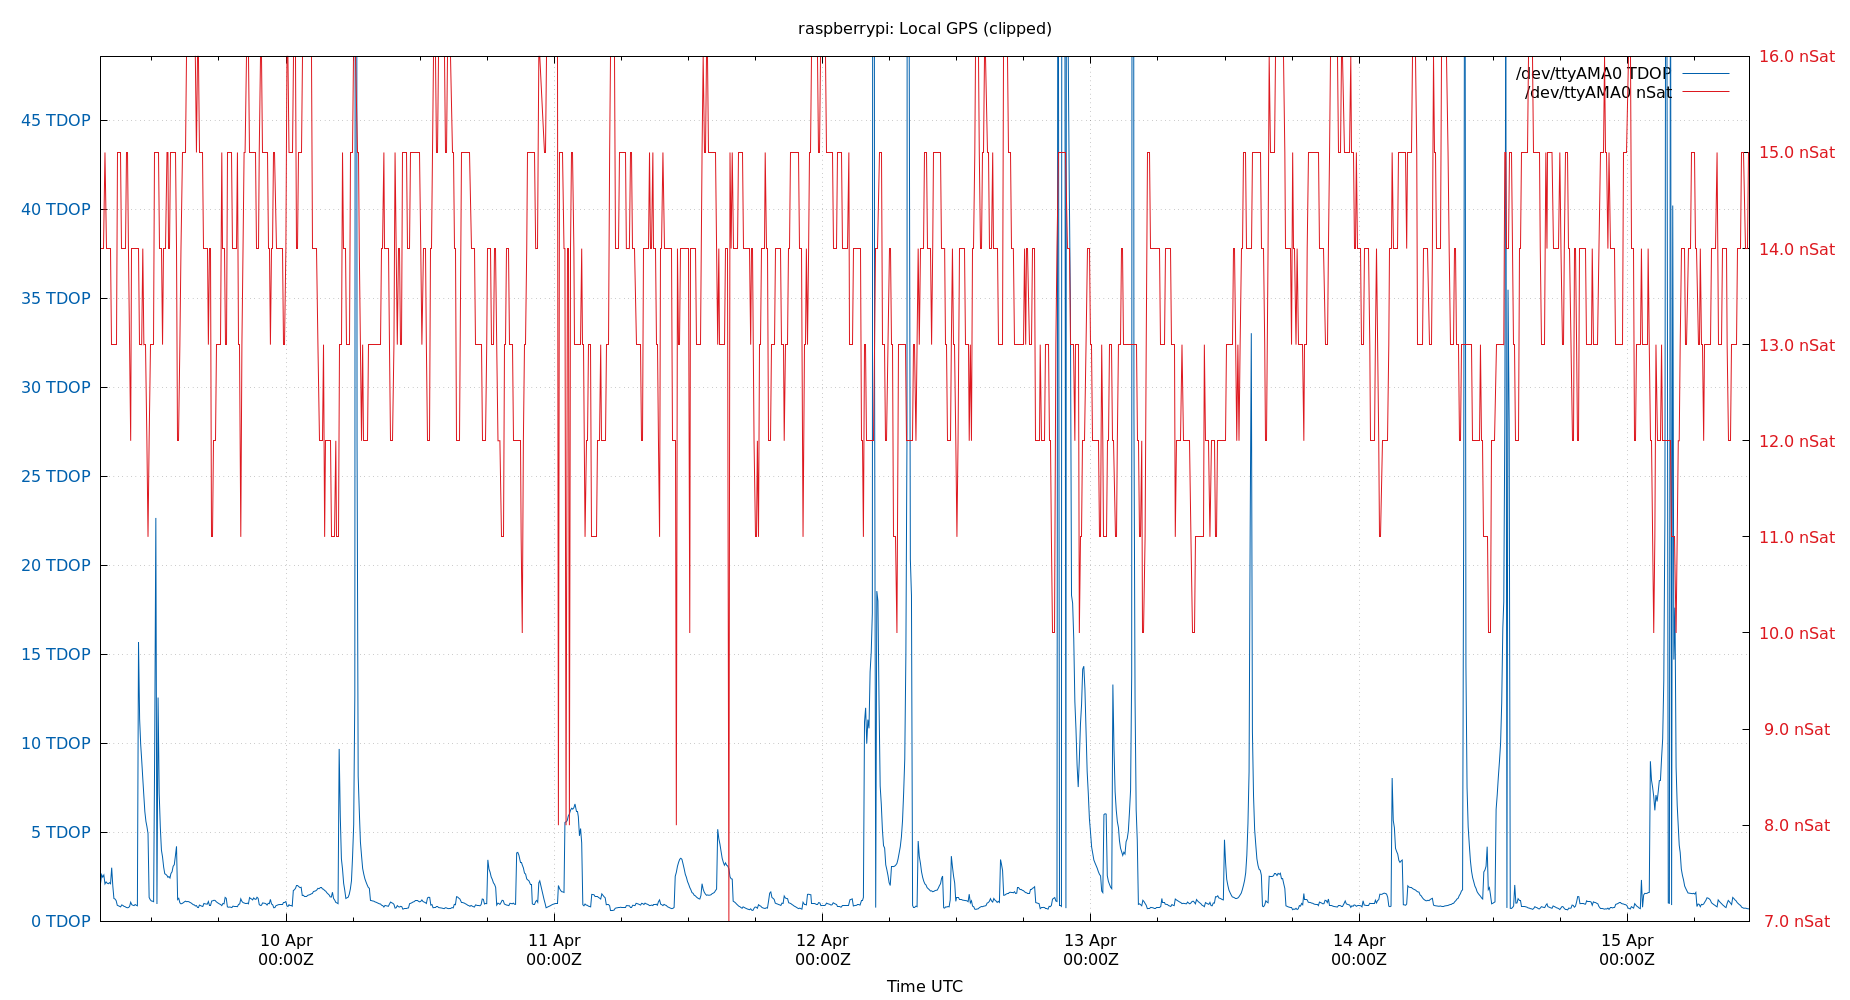 raspberrypi: Local GPS (clipped)
16.0 nSat
/dev/ttyAMA0 TDOP
/dev/ttyAMA0 nSat
45 TDOP
15.0 nSat
40 TDOP
14.0 nSat
35 TDOP
13.0 nSat
30 TDOP
12.0 nSat
25 TDOP
11.0 nSat
20 TDOP
10.0 nSat
15 TDOP
9.0 nSat
10 TDOP
8.0 nSat
5 TDOP
7.0 nSat
0 TDOP
10 Apr 11 Apr 12 Apr 13 Apr 14 Apr 15 Apr
00:00Z 00:00Z 00:00Z 00:00Z 00:00Z 00:00Z
Time UTC